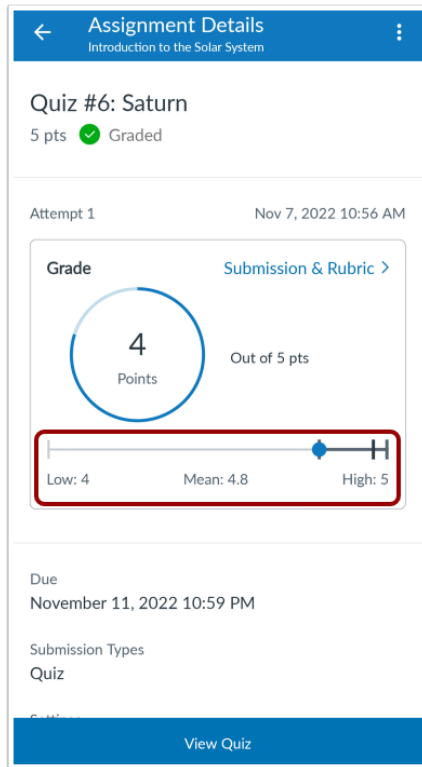 Assignment Details
Introduction to the Solar System
Quiz #6: Saturn
5 pts Graded
Attempt 1 Nov 7, 2022 10:56 AM
Grade Submission & Rubric >
4
Points
Out of 5 pts
Low: 4 Mean: 4.8 High: 5
Due
November 11, 2022 10:59 PM
Submission Types
Quiz
View Quiz